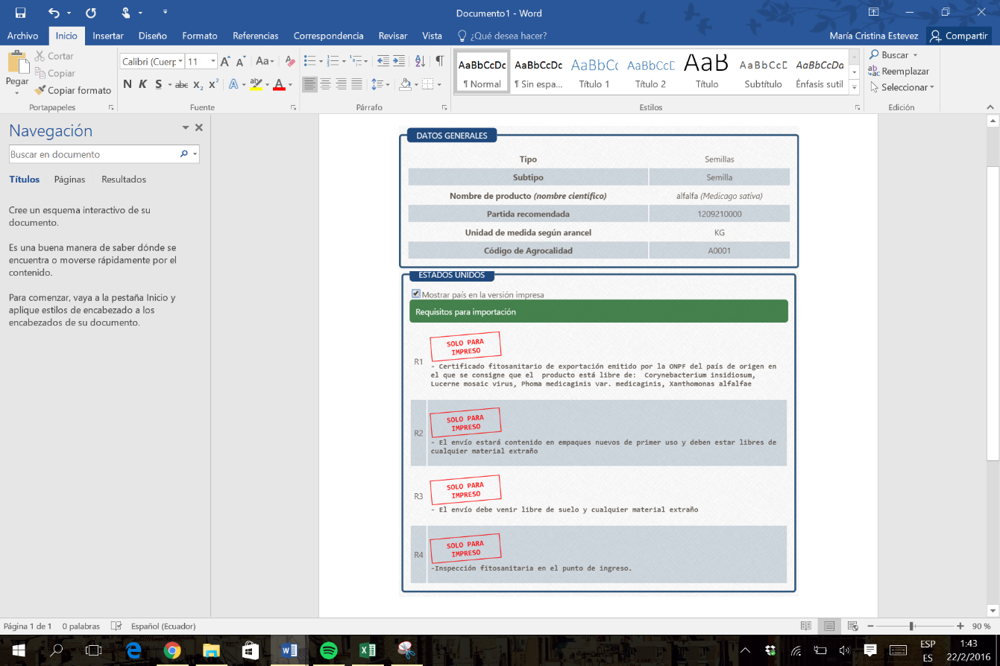 Documento1 - Word
Archivo Inicio Insertar Diseño Formato Referencias Correspondencia Revisar Vista ¿Qué desea hacer? María Cristina Estevez Compartir
Pegar
Cortar
Copiar
Copiar formato
Portapapeles
Calibri (Cuerp 11
N K S abc x₂ x² A aby A
Fuente
Párrafo
AaBbCcDc AaBbCcDc AaBbC AaBbCcD AaB AaBbCcD AaBbCcDa
¶ Normal ¶ Sin espa... Título 1 Título 2 Título Subtítulo Énfasis sutil
Estilos
Buscar
Reemplazar
Seleccionar
Edición
Navegación
Buscar en documento
Títulos Páginas Resultados
Cree un esquema interactivo de su
documento.
Es una buena manera de saber dónde se
encuentra o moverse rápidamente por el
contenido.
Para comenzar, vaya a la pestaña Inicio y
aplique estilos de encabezado a los
encabezados de su documento.
DATOS GENERALES
Tipo Semillas
Subtipo Semilla
Nombre de producto (nombre científico) alfalfa (Medicago sativa)
Partida recomendada 1209210000
Unidad de medida según arancel KG
Código de Agrocalidad A0001
ESTADOS UNIDOS
Mostrar país en la versión impresa
Requisitos para importación
R1
SOLO PARA
IMPRESO
- Certificado fitosanitario de exportación emitido por la ONPF del país de origen en
el que se consigne que el producto está libre de: Corynebacterium insidiosum,
Lucerne mosaic virus, Phoma medicaginis var. medicaginis, Xanthomonas alfalfae
R2
SOLO PARA
IMPRESO
- El envío estará contenido en empaques nuevos de primer uso y deben estar libres de
cualquier material extraño
R3
SOLO PARA
IMPRESO
- El envío debe venir libre de suelo y cualquier material extraño
R4
SOLO PARA
IMPRESO
-Inspección fitosanitaria en el punto de ingreso.
Página 1 de 1 0 palabras Español (Ecuador) 90 %
ESP
ES
1:43
22/2/2016